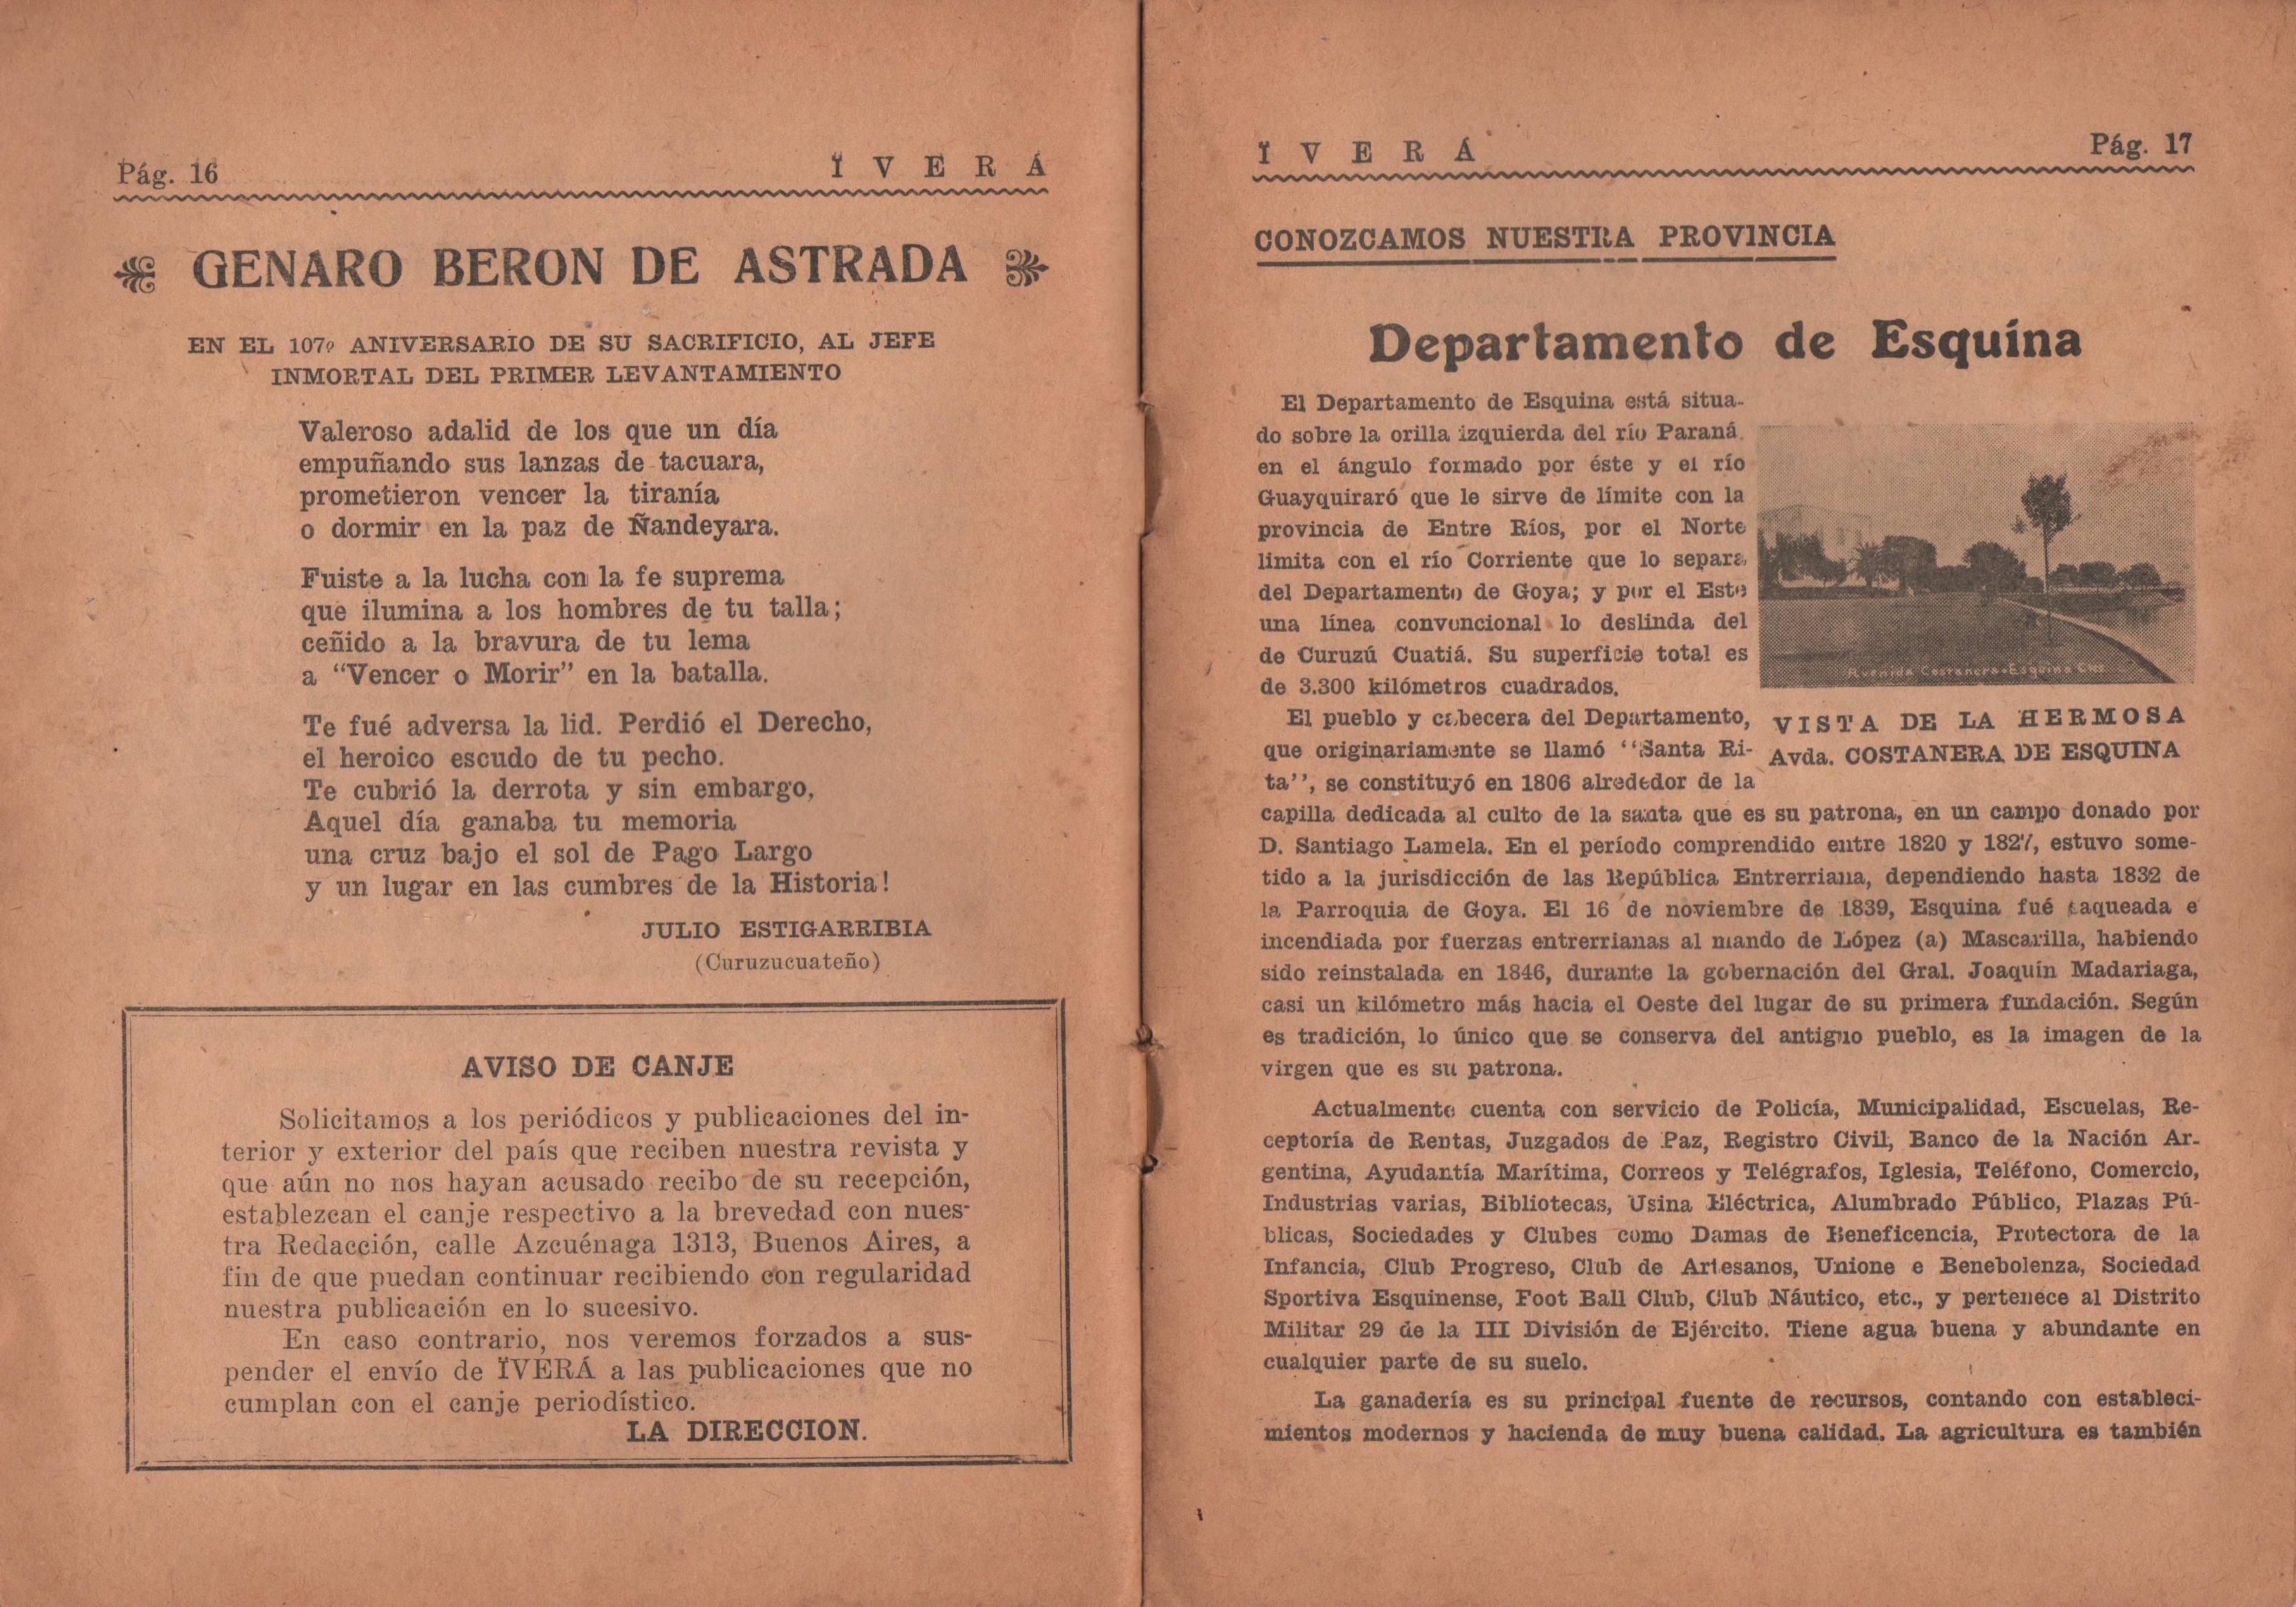 Pág. 16
Ï V E R Á
GENARO BERON DE ASTRADA
EN EL 107º ANIVERSARIO DE SU SACRIFICIO, AL JEFE
INMORTAL DEL PRIMER LEVANTAMIENTO
Valeroso adalid de los que un día
empuñando sus lanzas de tacuara,
prometieron vencer la tiranía
o dormir en la paz de Ñandeyara.
Fuiste a la lucha con la fe suprema
que ilumina a los hombres de tu talla;
ceñido a la bravura de tu lema
a “Vencer o Morir” en la batalla.
Te fué adversa la lid. Perdió el Derecho,
el heroico escudo de tu pecho.
Te cubrió la derrota y sin embargo,
Aquel día ganaba tu memoria
una cruz bajo el sol de Pago Largo
y un lugar en las cumbres de la Historia!
JULIO ESTIGARRIBIA
(Curuzucuateño)
AVISO DE CANJE
Solicitamos a los periódicos y publicaciones del in-
terior y exterior del país que reciben nuestra revista y
que aún no nos hayan acusado recibo de su recepción,
establezcan el canje respectivo a la brevedad con nues-
tra Redacción, calle Azcuénaga 1313, Buenos Aires, a
fin de que puedan continuar recibiendo con regularidad
nuestra publicación en lo sucesivo.
En caso contrario, nos veremos forzados a sus-
pender el envío de ÏVERÁ a las publicaciones que no
cumplan con el canje periodístico.
LA DIRECCION.
Ï V E R Á
Pág. 17
CONOZCAMOS NUESTRA PROVINCIA
Departamento de Esquina
El Departamento de Esquina está situa-
do sobre la orilla izquierda del río Paraná
en el ángulo formado por éste y el río
Guayquiraró que le sirve de límite con la
provincia de Entre Ríos, por el Norte
limita con el río Corriente que lo separa
del Departamento de Goya; y por el Este
una línea convencional lo deslinda del
de Curuzú Cuatiá. Su superficie total es
de 3.300 kilómetros cuadrados.
El pueblo y cabecera del Departamento,
que originariamente se llamó “Santa Ri-
ta”, se constituyó en 1806 alrededor de la
Avenida Costanera-Esquina Ctes
VISTA DE LA HERMOSA
Avda. COSTANERA DE ESQUINA
capilla dedicada al culto de la santa que es su patrona, en un campo donado por
D. Santiago Lamela. En el período comprendido entre 1820 y 1827, estuvo some-
tido a la jurisdicción de las República Entrerriana, dependiendo hasta 1832 de
la Parroquia de Goya. El 16 de noviembre de 1839, Esquina fué saqueada e
incendiada por fuerzas entrerrianas al mando de López (a) Mascarilla, habiendo
sido reinstalada en 1846, durante la gobernación del Gral. Joaquín Madariaga,
casi un kilómetro más hacia el Oeste del lugar de su primera fundación. Según
es tradición, lo único que se conserva del antiguo pueblo, es la imagen de la
virgen que es su patrona.
Actualmente cuenta con servicio de Policía, Municipalidad, Escuelas, Re-
ceptoría de Rentas, Juzgados de Paz, Registro Civil, Banco de la Nación Ar-
gentina, Ayudantía Marítima, Correos y Telégrafos, Iglesia, Teléfono, Comercio,
Industrias varias, Bibliotecas, Usina Eléctrica, Alumbrado Público, Plazas Pú-
blicas, Sociedades y Clubes como Damas de Beneficencia, Protectora de la
Infancia, Club Progreso, Club de Artesanos, Unione e Benebolenza, Sociedad
Sportiva Esquinense, Foot Ball Club, Club Náutico, etc., y pertenece al Distrito
Militar 29 de la III División de Ejército. Tiene agua buena y abundante en
cualquier parte de su suelo.
La ganadería es su principal fuente de recursos, contando con estableci-
mientos modernos y hacienda de muy buena calidad. La agricultura es también